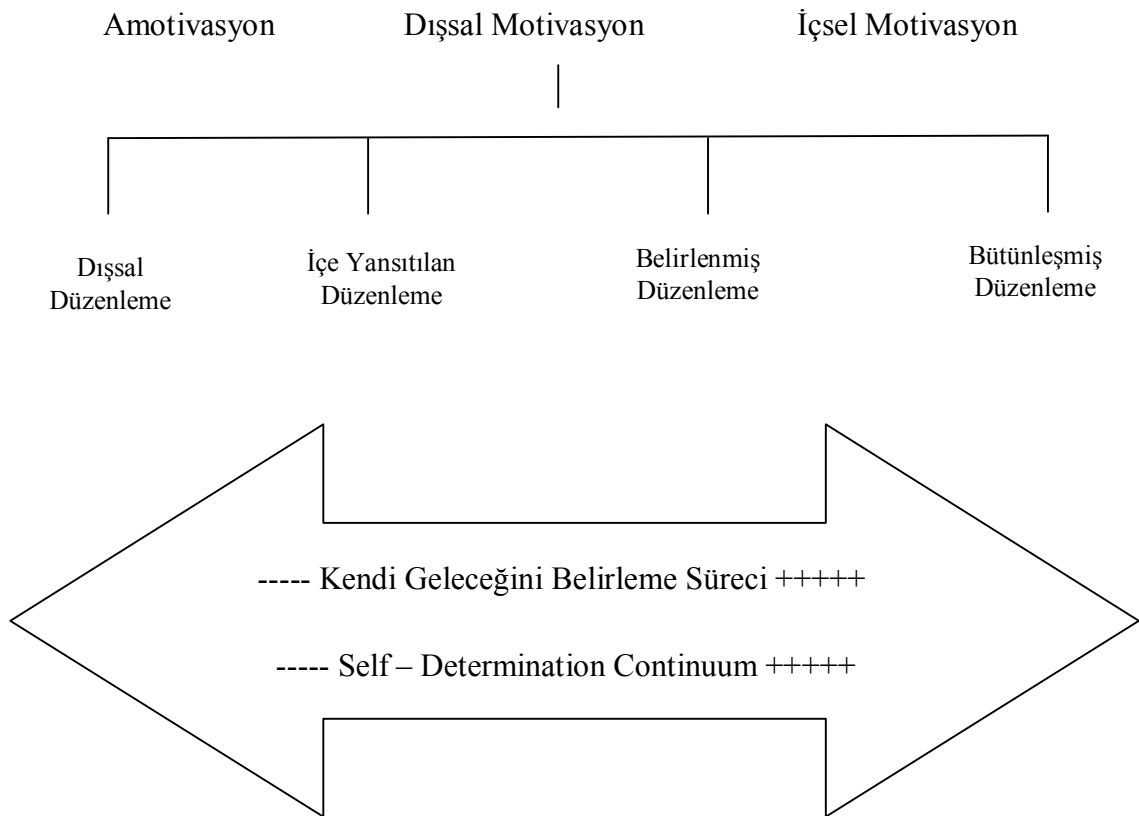 Amotivasyon Dışsal Motivasyon İçsel Motivasyon
Dışsal
Düzenleme
İçe Yansıtılan
Düzenleme
Belirlenmiş
Düzenleme
Bütünleşmiş
Düzenleme
----- Kendi Geleceğini Belirleme Süreci +++++
----- Self – Determination Continuum +++++